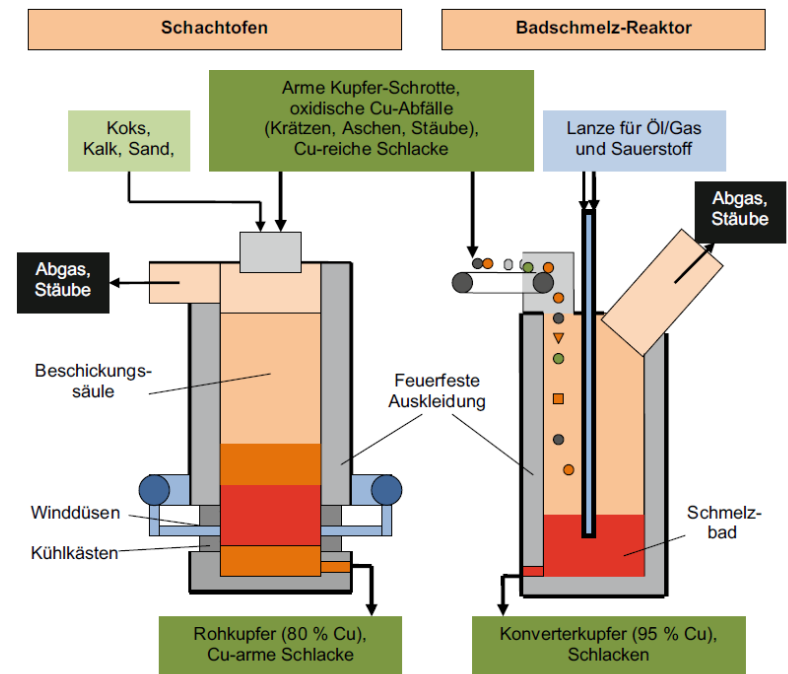 Schachtofen
Badschmelz-Reaktor
Koks,
Kalk, Sand,
Arme Kupfer-Schrotte,
oxidische Cu-Abfälle
(Krätzen, Aschen, Stäube),
Cu-reiche Schlacke
Lanze für Öl/Gas
und Sauerstoff
Abgas,
Stäube
Abgas,
Stäube
Beschickungs-
säule
Feuerfeste
Auskleidung
Winddüsen
Kühlkästen
Schmelz-
bad
Rohkupfer (80 % Cu),
Cu-arme Schlacke
Konverterkupfer (95 % Cu),
Schlacken